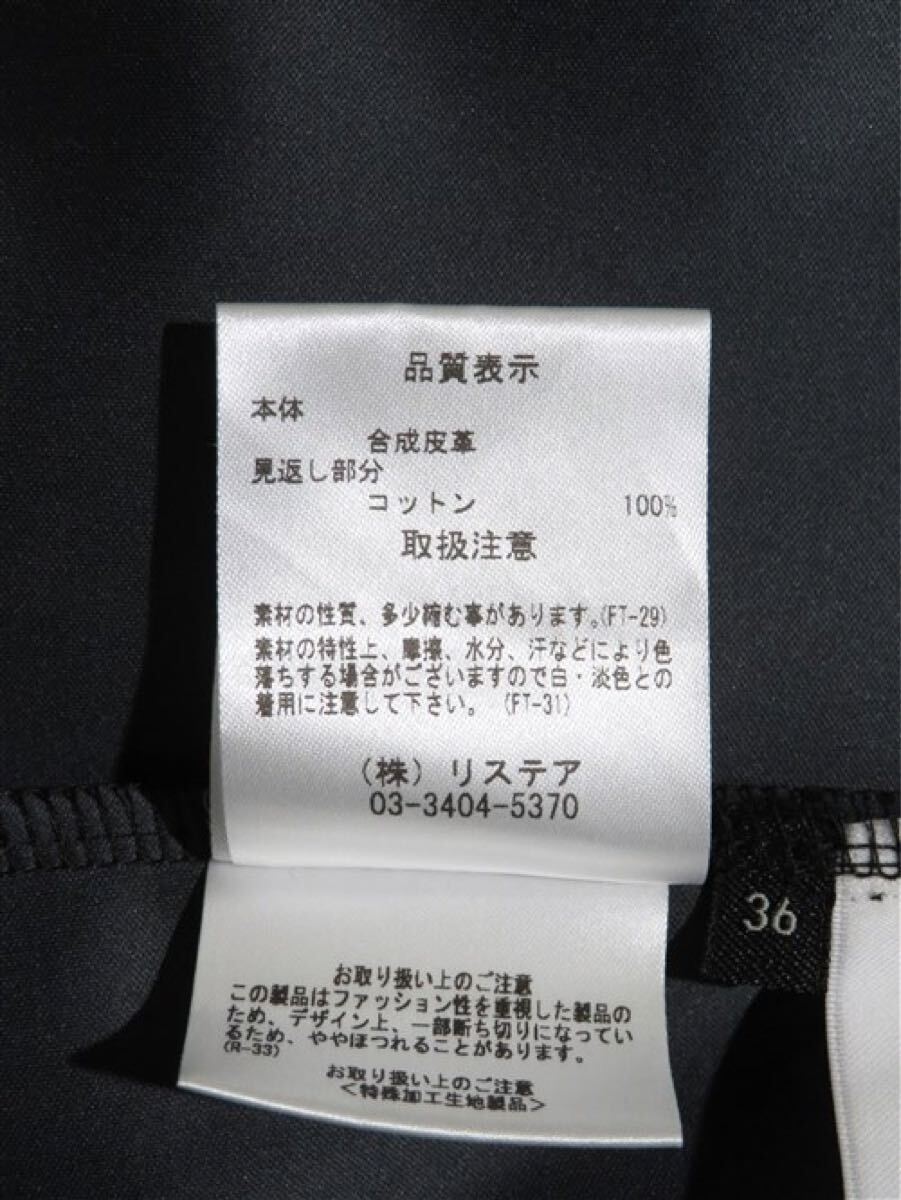 品質表示
本体
合成皮革
見返し部分
コットン 100%
取扱注意
素材の性質、多少縮む事があります。(FT-29)
素材の特性上、摩擦、水分、汗などにより色
落ちする場合がございますので白・淡色との
着用に注意して下さい。(FT-31)
(株) リステア
03-3404-5370
36
お取り扱い上のご注意
この製品はファッション性を重視した製品の
ため、デザイン上、一部断ち切りになってい
るため、ややほつれることがあります。
(R-33)
お取り扱い上のご注意
<特殊加工生地製品>